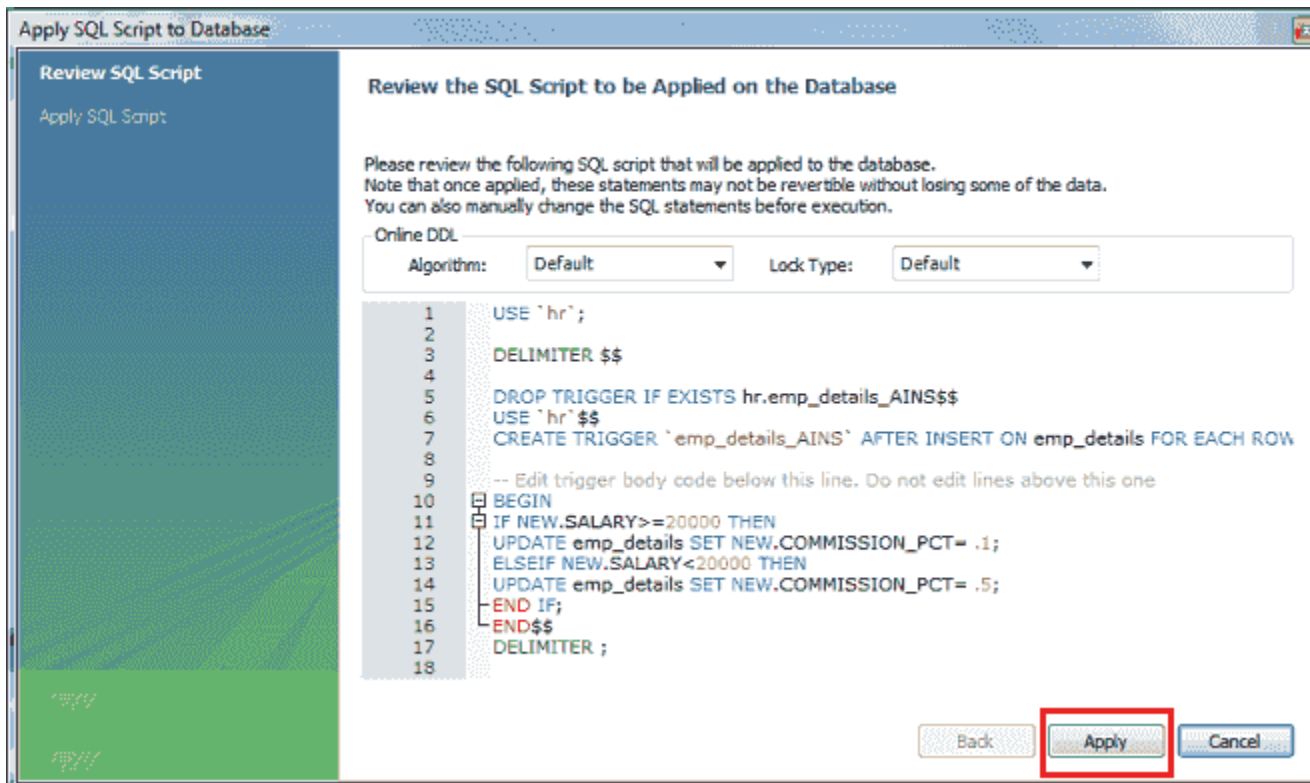 Apply SQL Script to Database
Review SQL Script
Apply SQL Script
Review the SQL Script to be Applied on the Database
Please review the following SQL script that will be applied to the database.
Note that once applied, these statements may not be revertible without losing some of the data.
You can also manually change the SQL statements before execution.
Online DDL
Algorithm: Default Lock Type: Default
1 USE `hr`;
2
3 DELIMITER $$
4
5 DROP TRIGGER IF EXISTS hr.emp_details_AINS$$
6 USE `hr`$$
7 CREATE TRIGGER `emp_details_AINS` AFTER INSERT ON emp_details FOR EACH ROW
8
9 -- Edit trigger body code below this line. Do not edit lines above this one
10 BEGIN
11 IF NEW.SALARY>=20000 THEN
12 UPDATE emp_details SET NEW.COMMISSION_PCT= .1;
13 ELSEIF NEW.SALARY<20000 THEN
14 UPDATE emp_details SET NEW.COMMISSION_PCT= .5;
15 END IF;
16 END$$
17 DELIMITER ;
18
Back Apply Cancel